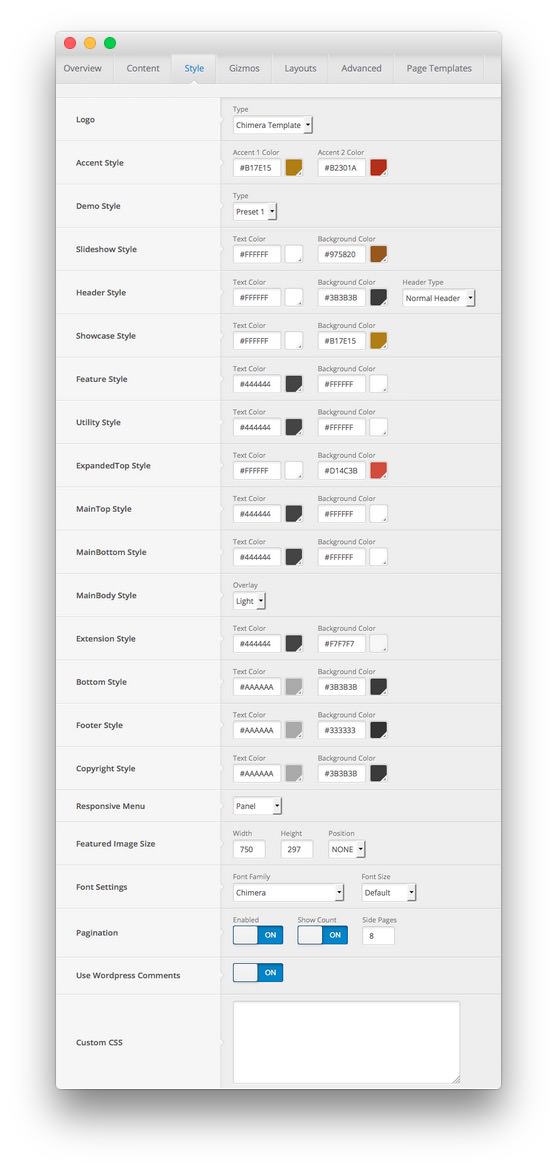 Overview Content Style Gizmos Layouts Advanced Page Templates
Logo
Type
Chimera Template
Accent Style
Accent 1 Color Accent 2 Color
#B17E15 #B2301A
Demo Style
Type
Preset 1
Slideshow Style
Text Color Background Color
#FFFFFF #975820
Header Style
Text Color Background Color Header Type
#FFFFFF #3B3B3B Normal Header
Showcase Style
Text Color Background Color
#FFFFFF #B17E15
Feature Style
Text Color Background Color
#444444 #FFFFFF
Utility Style
Text Color Background Color
#444444 #FFFFFF
ExpandedTop Style
Text Color Background Color
#FFFFFF #D14C3B
MainTop Style
Text Color Background Color
#444444 #FFFFFF
MainBottom Style
Text Color Background Color
#444444 #FFFFFF
MainBody Style
Overlay
Light
Extension Style
Text Color Background Color
#444444 #F7F7F7
Bottom Style
Text Color Background Color
#AAAAAA #3B3B3B
Footer Style
Text Color Background Color
#AAAAAA #333333
Copyright Style
Text Color Background Color
#AAAAAA #3B3B3B
Responsive Menu
Panel
Featured Image Size
Width Height Position
750 297 NONE
Font Settings
Font Family Font Size
Chimera Default
Pagination
Enabled Show Count Side Pages
ON ON 8
Use Wordpress Comments
ON
Custom CSS